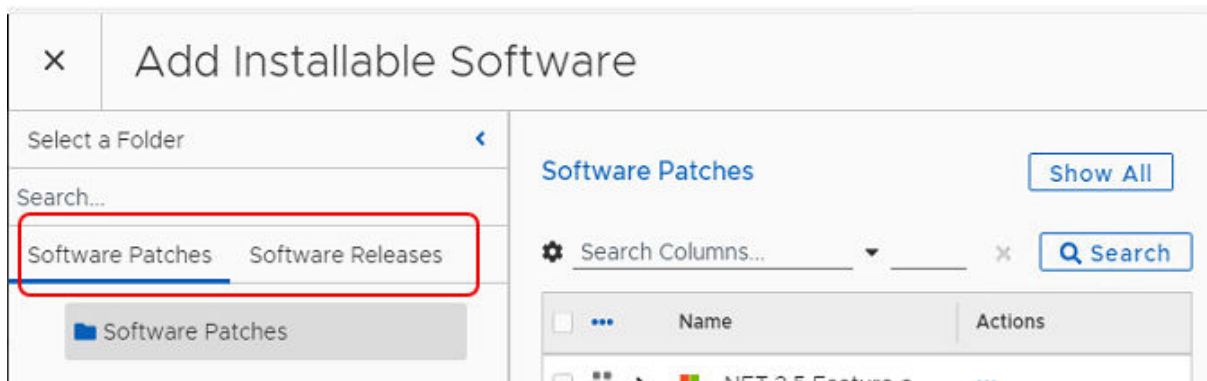 Add Installable Software
Select a Folder
Search...
Software Patches Software Releases
Software Patches
Software Patches
Show All
Search Columns...
Search
Name Actions